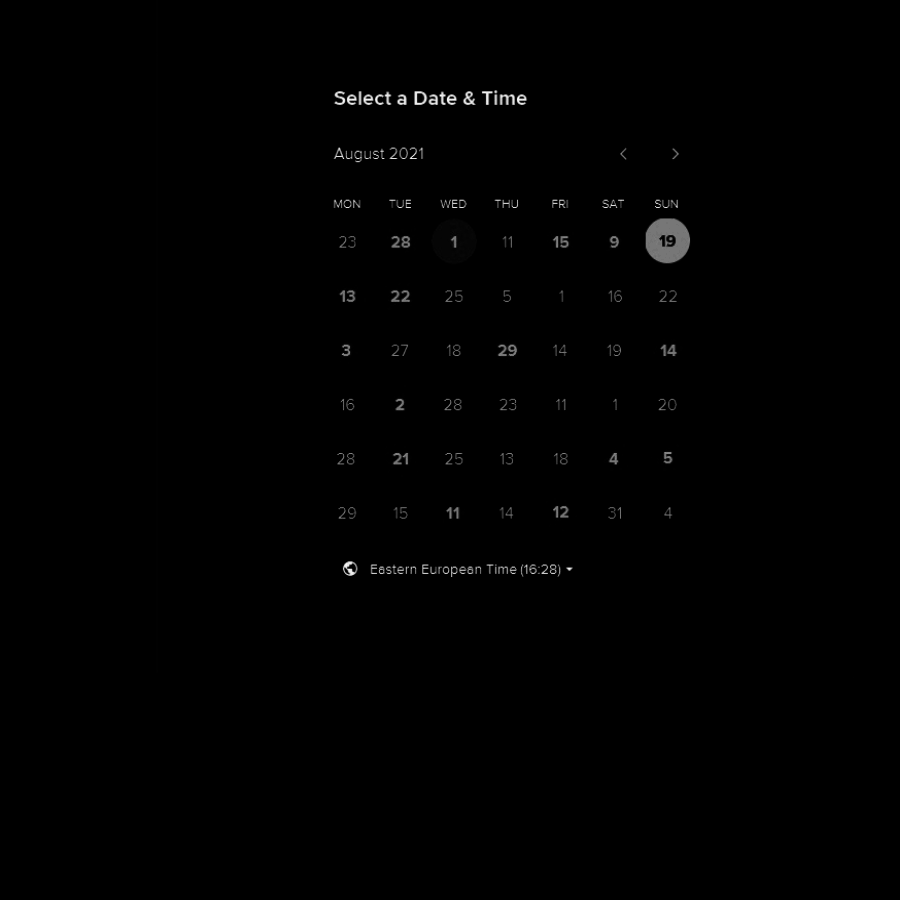 Select a Date & Time
August 2021
MON TUE WED THU FRI SAT SUN
23 28 1 11 15 9 19
13 22 25 5 1 16 22
3 27 18 29 14 19 14
16 2 28 23 11 1 20
28 21 25 13 18 4 5
29 15 11 14 12 31 4
Eastern European Time (16:28)